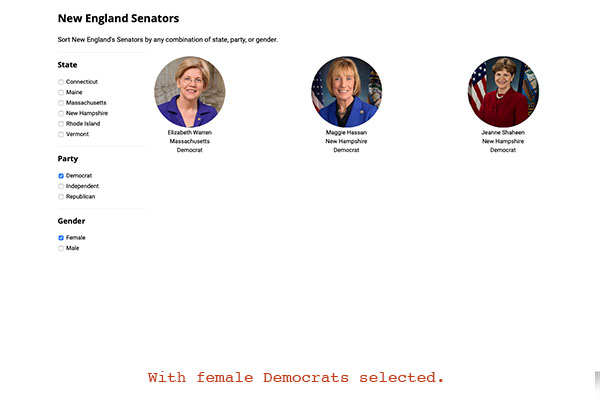 New England Senators
Sort New England's Senators by any combination of state, party, or gender.
State
Connecticut
Maine
Massachusetts
New Hampshire
Rhode Island
Vermont
Party
Democrat
Independent
Republican
Gender
Female
Male
Elizabeth Warren
Massachusetts
Democrat
Maggie Hassan
New Hampshire
Democrat
Jeanne Shaheen
New Hampshire
Democrat
With female Democrats selected.